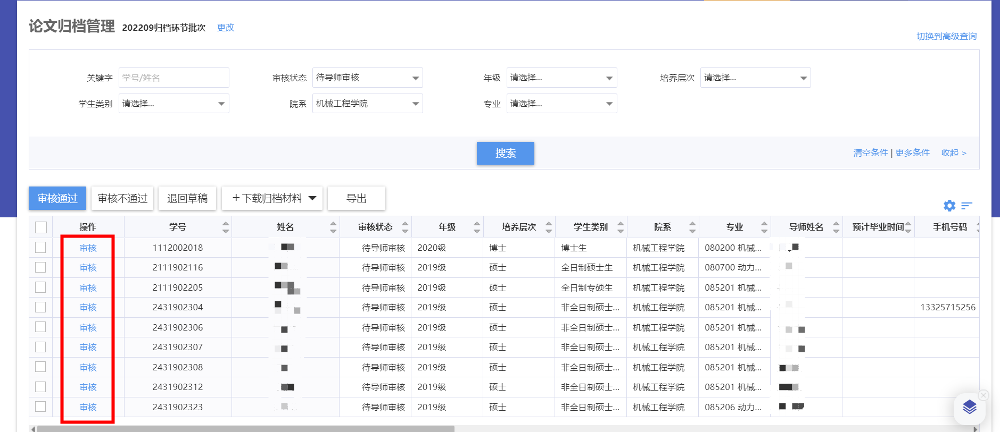 论文归档管理 202209归档环节批次 更改
切换到高级查询
关键字 学号/姓名 审核状态 待导师审核 年级 请选择... 培养层次 请选择...
学生类别 请选择... 院系 机械工程学院 专业 请选择...
搜索 清空条件 | 更多条件 收起 >
审核通过 审核不通过 退回草稿 +下载归档材料 导出
操作 学号 姓名 审核状态 年级 培养层次 学生类别 院系 专业 导师姓名 预计毕业时间 手机号码
审核 1112002018 待导师审核 2020级 博士 博士生 机械工程学院 080200 机械...
审核 2111902116 待导师审核 2019级 硕士 全日制硕士生 机械工程学院 080700 动力...
审核 2111902205 待导师审核 2019级 硕士 全日制专硕生 机械工程学院 085201 机械...
审核 2431902304 待导师审核 2019级 硕士 非全日制硕士... 机械工程学院 085201 机械... 13325715256
审核 2431902306 待导师审核 2019级 硕士 非全日制硕士... 机械工程学院 085201 机械...
审核 2431902307 待导师审核 2019级 硕士 非全日制硕士... 机械工程学院 085201 机械...
审核 2431902308 待导师审核 2019级 硕士 非全日制硕士... 机械工程学院 085201 机械...
审核 2431902312 待导师审核 2019级 硕士 非全日制硕士... 机械工程学院 085201 机械...
审核 2431902323 待导师审核 2019级 硕士 非全日制硕士... 机械工程学院 085206 动力...